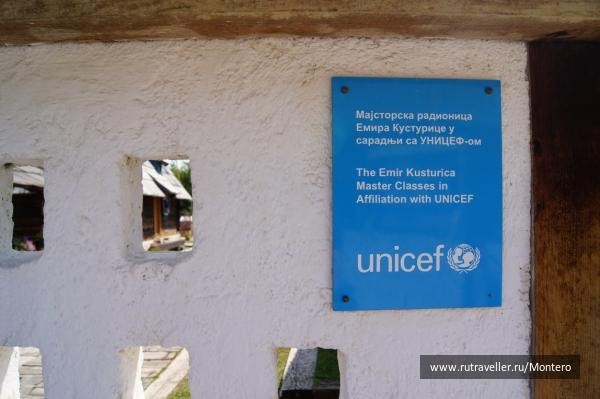 Мајсторска радионица
Емира Кустурице у
сарадњи са УНИЦЕФ-ом
The Emir Kusturica
Master Classes in
Affiliation with UNICEF
unicef
www.rutraveller.ru/Montero